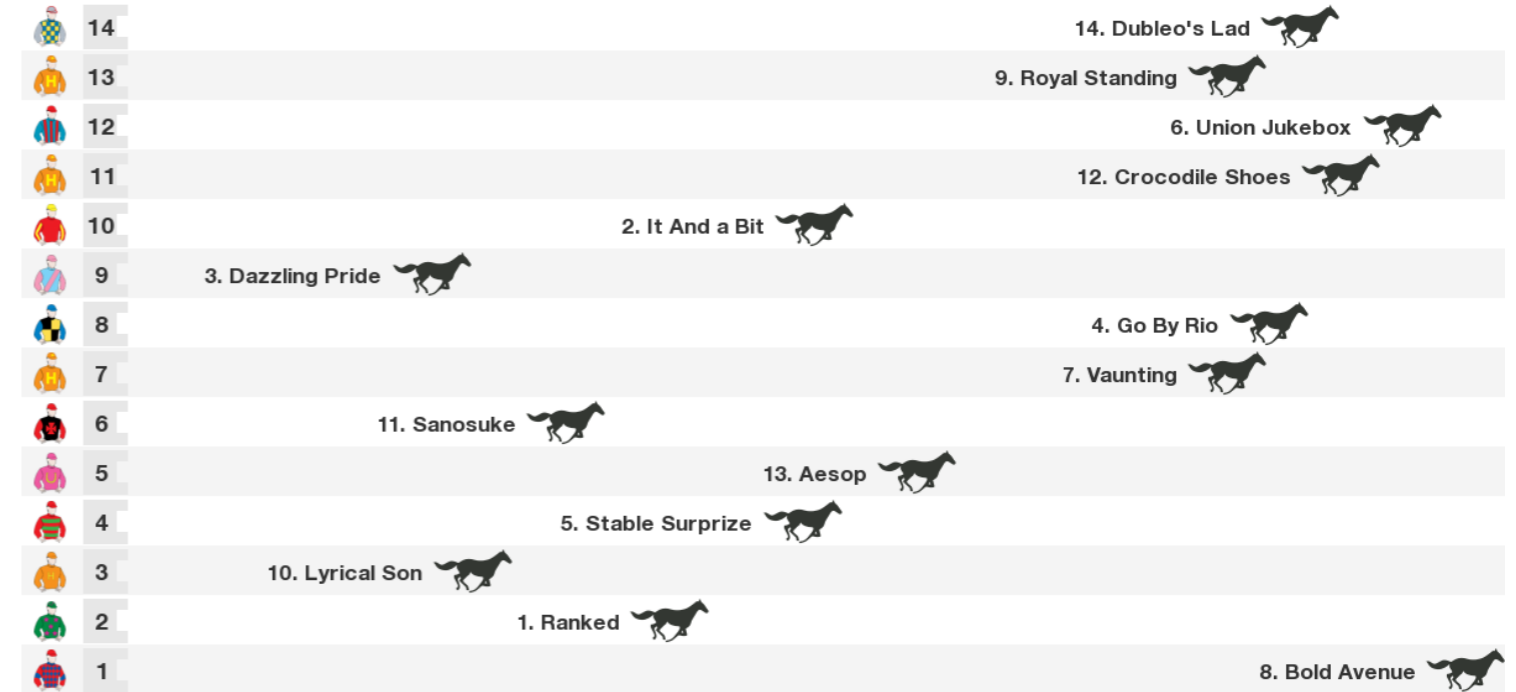 14 14. Dubleo's Lad
13 9. Royal Standing
12 6. Union Jukebox
11 12. Crocodile Shoes
10 2. It And a Bit
9 3. Dazzling Pride
8 4. Go By Rio
7 7. Vaunting
6 11. Sanosuke
5 13. Aesop
4 5. Stable Surprize
3 10. Lyrical Son
2 1. Ranked
1 8. Bold Avenue